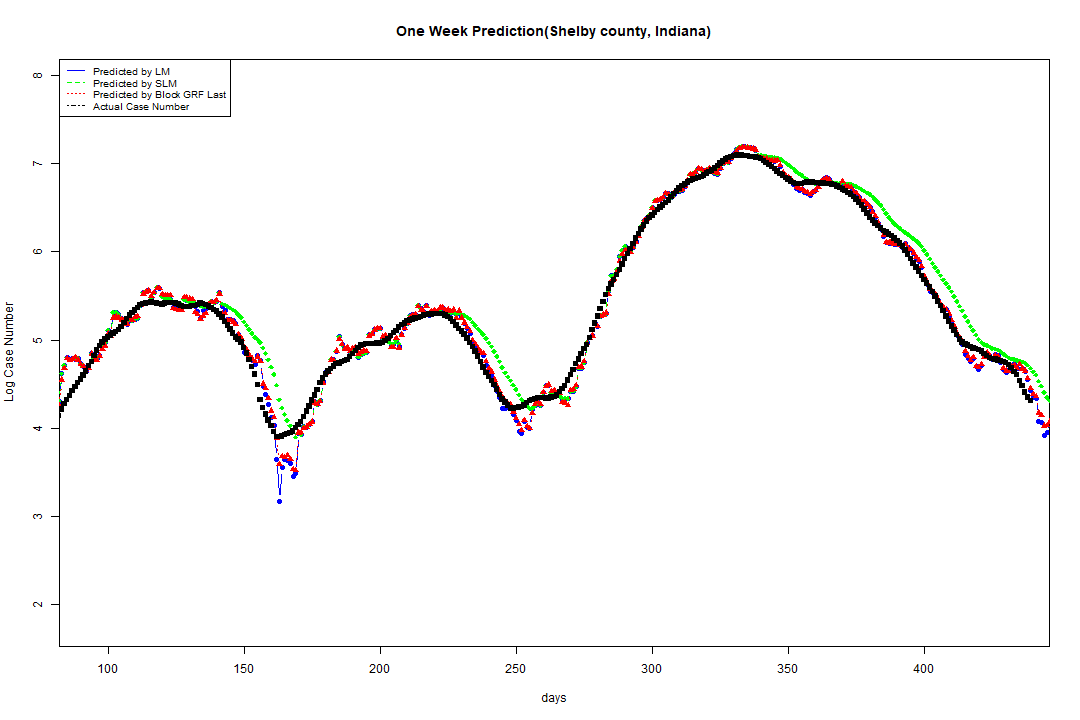 One Week Prediction(Shelby county, Indiana)
Predicted by LM
Predicted by SLM
Predicted by Block GRF Last
Actual Case Number
8
7
6
5
4
3
2
Log Case Number
100 150 200 250 300 350 400
days